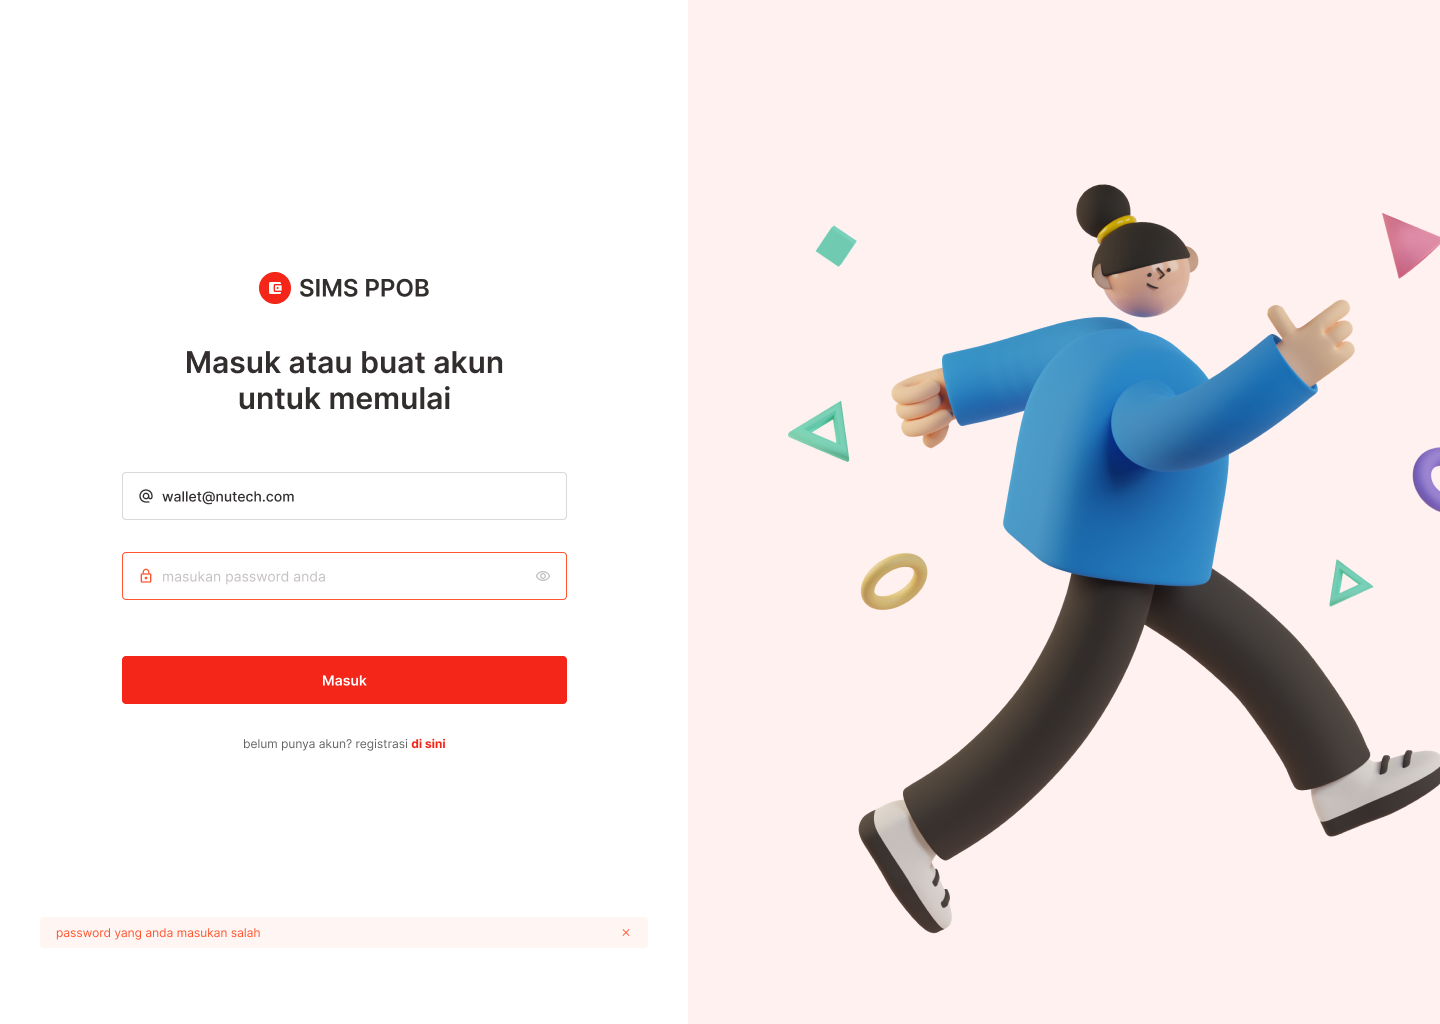 SIMS PPOB
Masuk atau buat akun
untuk memulai
wallet@nutech.com
masukan password anda
Masuk
belum punya akun? registrasi di sini
password yang anda masukan salah